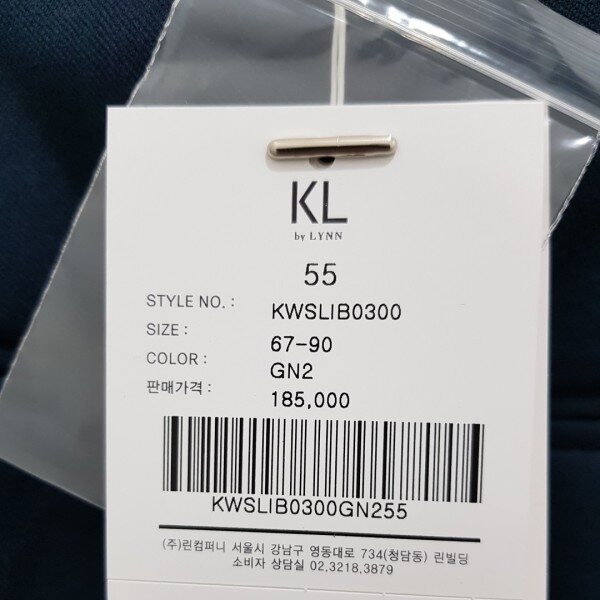 KL
by LYNN
55
STYLE NO. : KWSLIB0300
SIZE : 67-90
COLOR : GN2
판매가격 : 185,000
KWSLIB0300GN255
(주)린컴퍼니 서울시 강남구 영동대로 734(청담동) 린빌딩
소비자 상담실 02.3218.3879